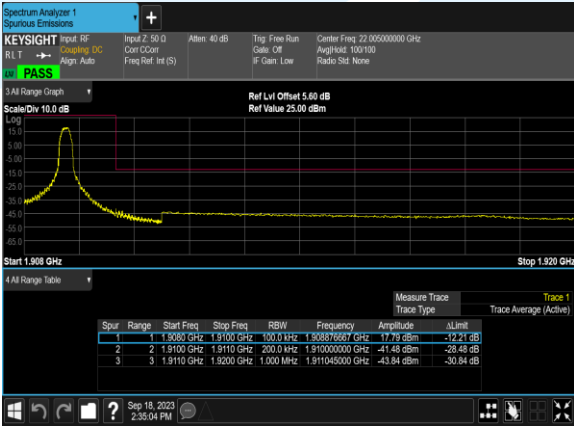 Spectrum Analyzer 1
Spurious Emissions
+
KEYSIGHT Input: RF Input Z: 50 Ω Atten: 40 dB Trig: Free Run Center Freq: 22.005000000 GHz
RLT Coupling: DC Corr CCorr Gate: Off Avg|Hold: 100/100
Align: Auto Freq Ref: Int (S) IF Gain: Low Radio Std: None
LW PASS
3 All Range Graph
Ref Lvl Offset 5.60 dB
Scale/Div 10.0 dB Ref Value 25.00 dBm
Log
15.0
5.00
-5.00
-15.0
-25.0
-35.0
-45.0
-55.0
-65.0
Start 1.908 GHz Stop 1.920 GHz
4 All Range Table
Measure Trace Trace 1
Trace Type Trace Average (Active)
Spur Range Start Freq Stop Freq RBW Frequency Amplitude ΔLimit
1 1 1.9080 GHz 1.9100 GHz 100.0 kHz 1.908876667 GHz 17.79 dBm -12.21 dB
2 2 1.9100 GHz 1.9110 GHz 200.0 kHz 1.910000000 GHz -41.48 dBm -28.48 dB
3 3 1.9110 GHz 1.9200 GHz 1.000 MHz 1.911045000 GHz -43.84 dBm -30.84 dB
?
Sep 18, 2023
2:35:04 PM